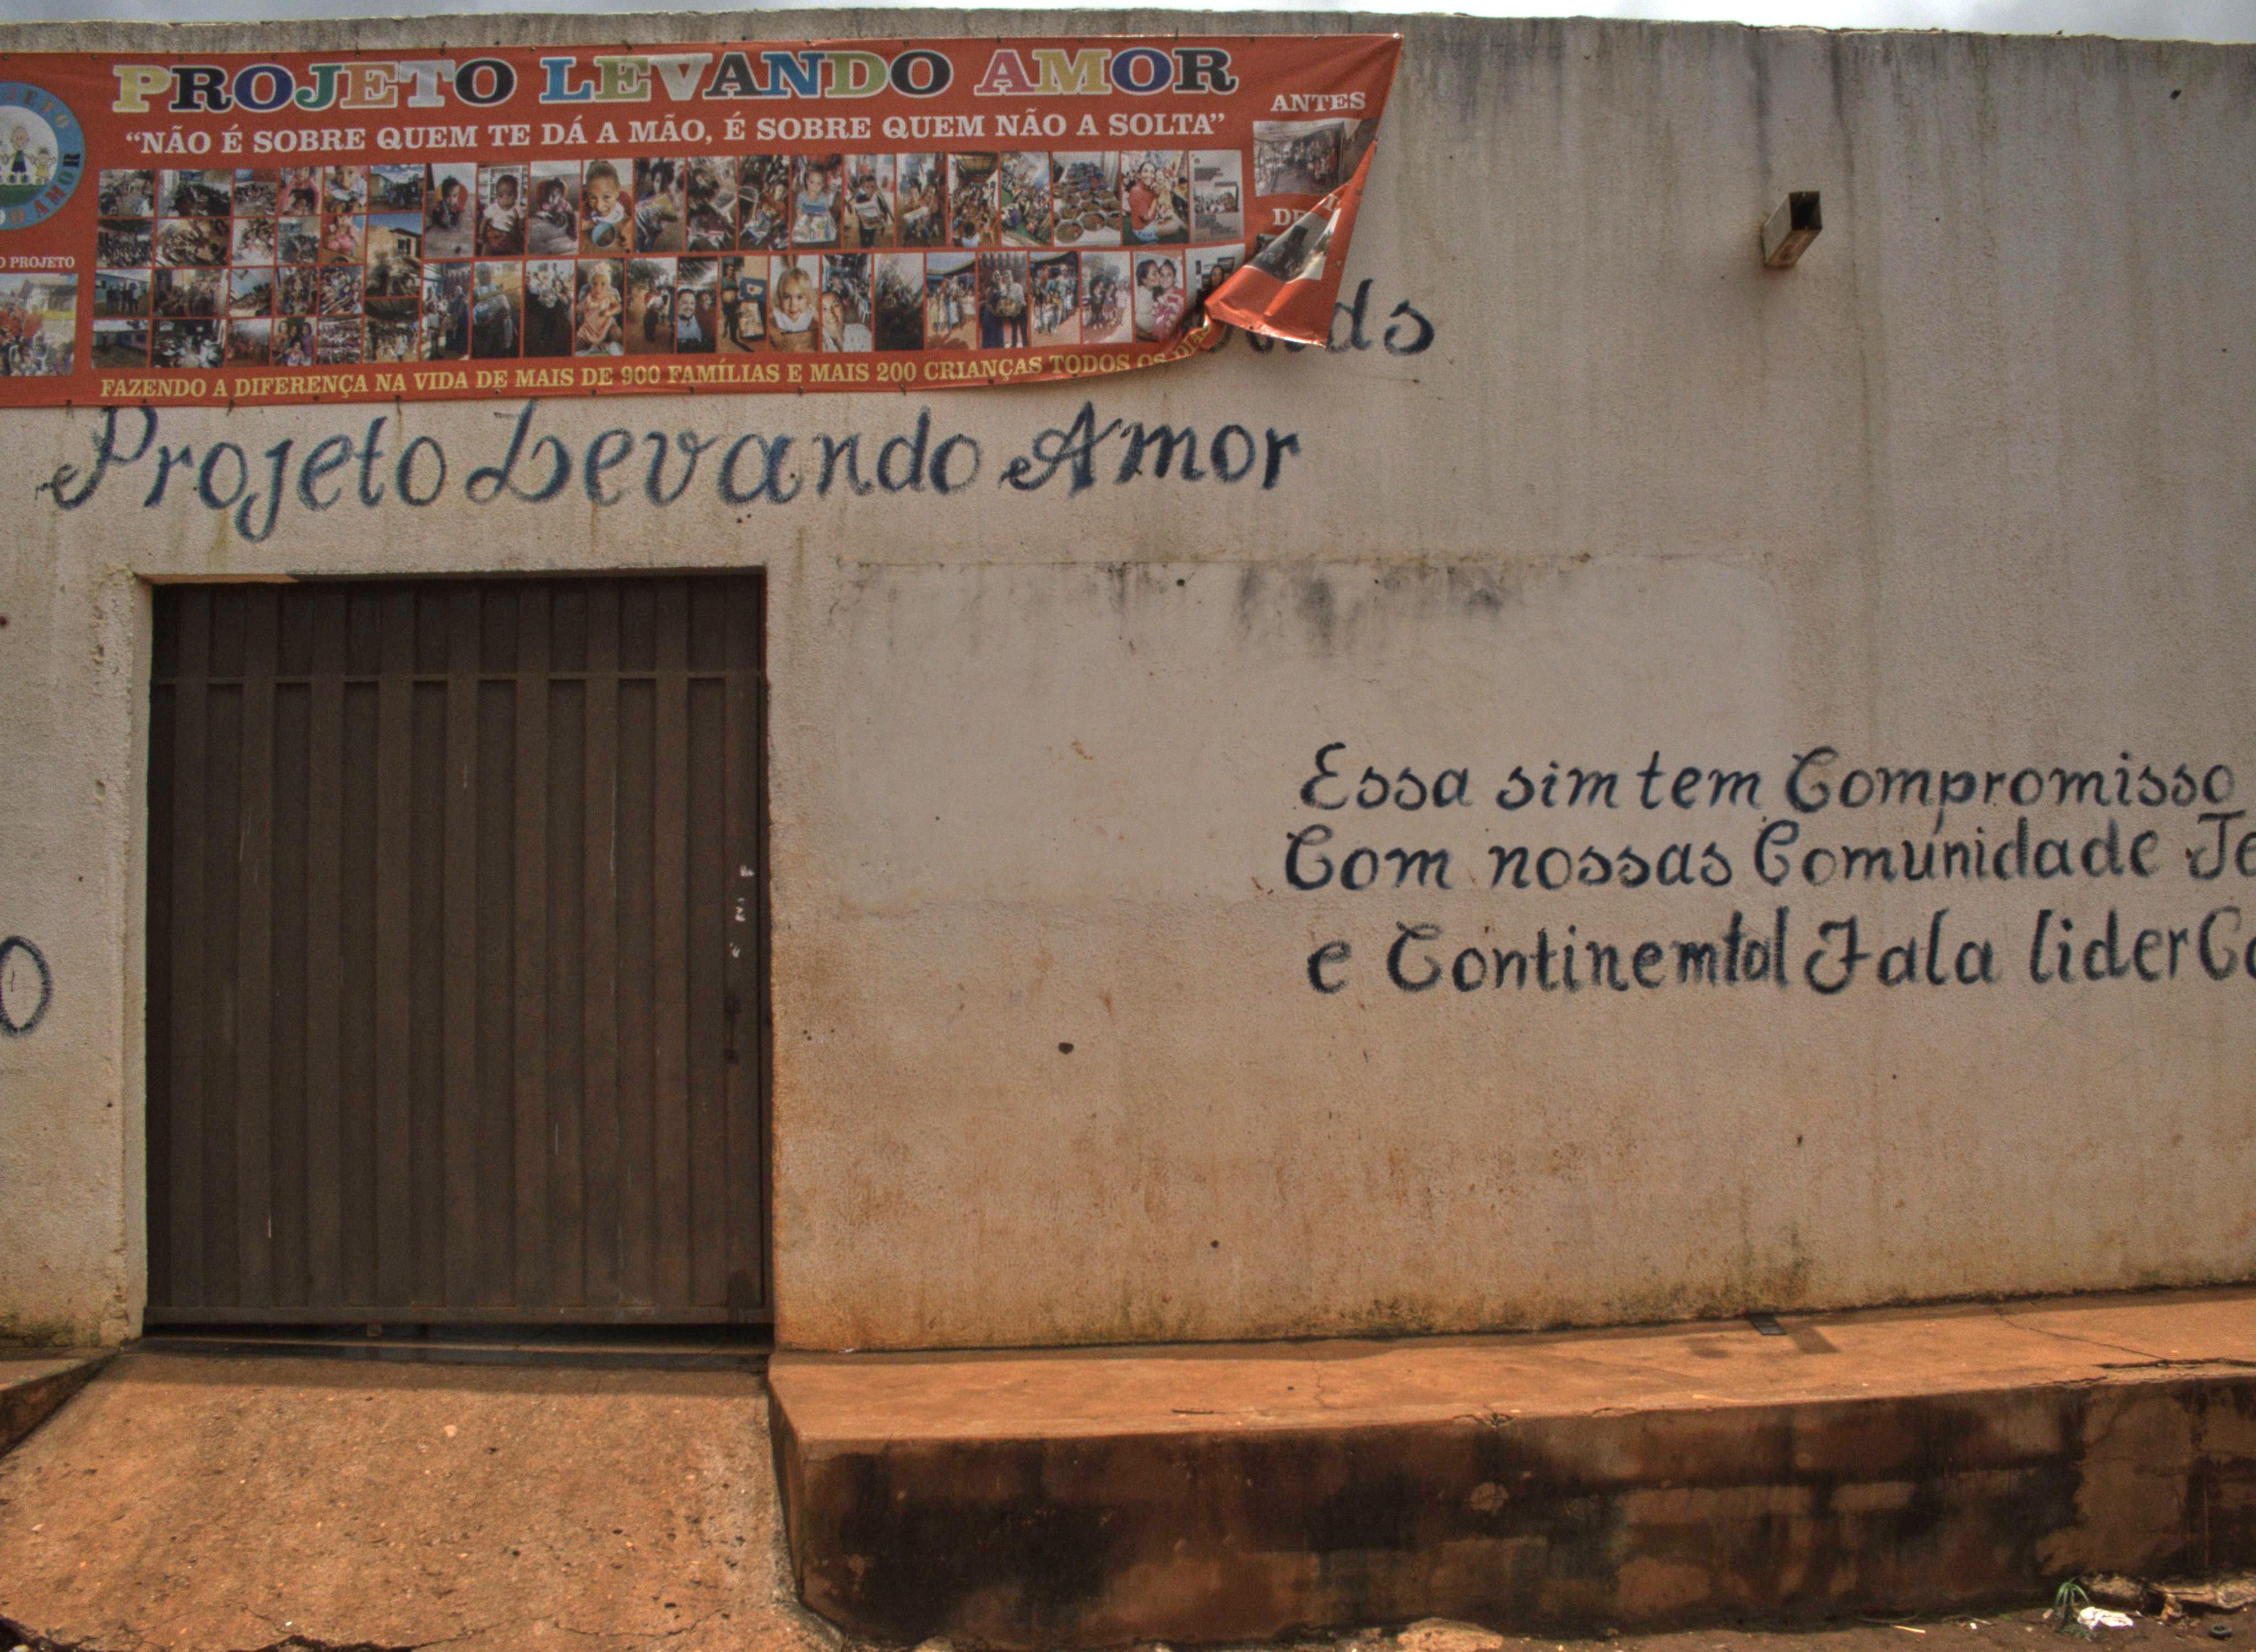 PROJETO LEVANDO AMOR
“NÃO É SOBRE QUEM TE DÁ A MÃO, É SOBRE QUEM NÃO A SOLTA”
ANTES
AMOR
O PROJETO
FAZENDO A DIFERENÇA NA VIDA DE MAIS DE 900 FAMÍLIAS E MAIS 200 CRIANÇAS TODOS OS
Projeto Levando Amor
Essa sim tem Compromisso
Com nossas Comunidade
e Continemtal Fala lider